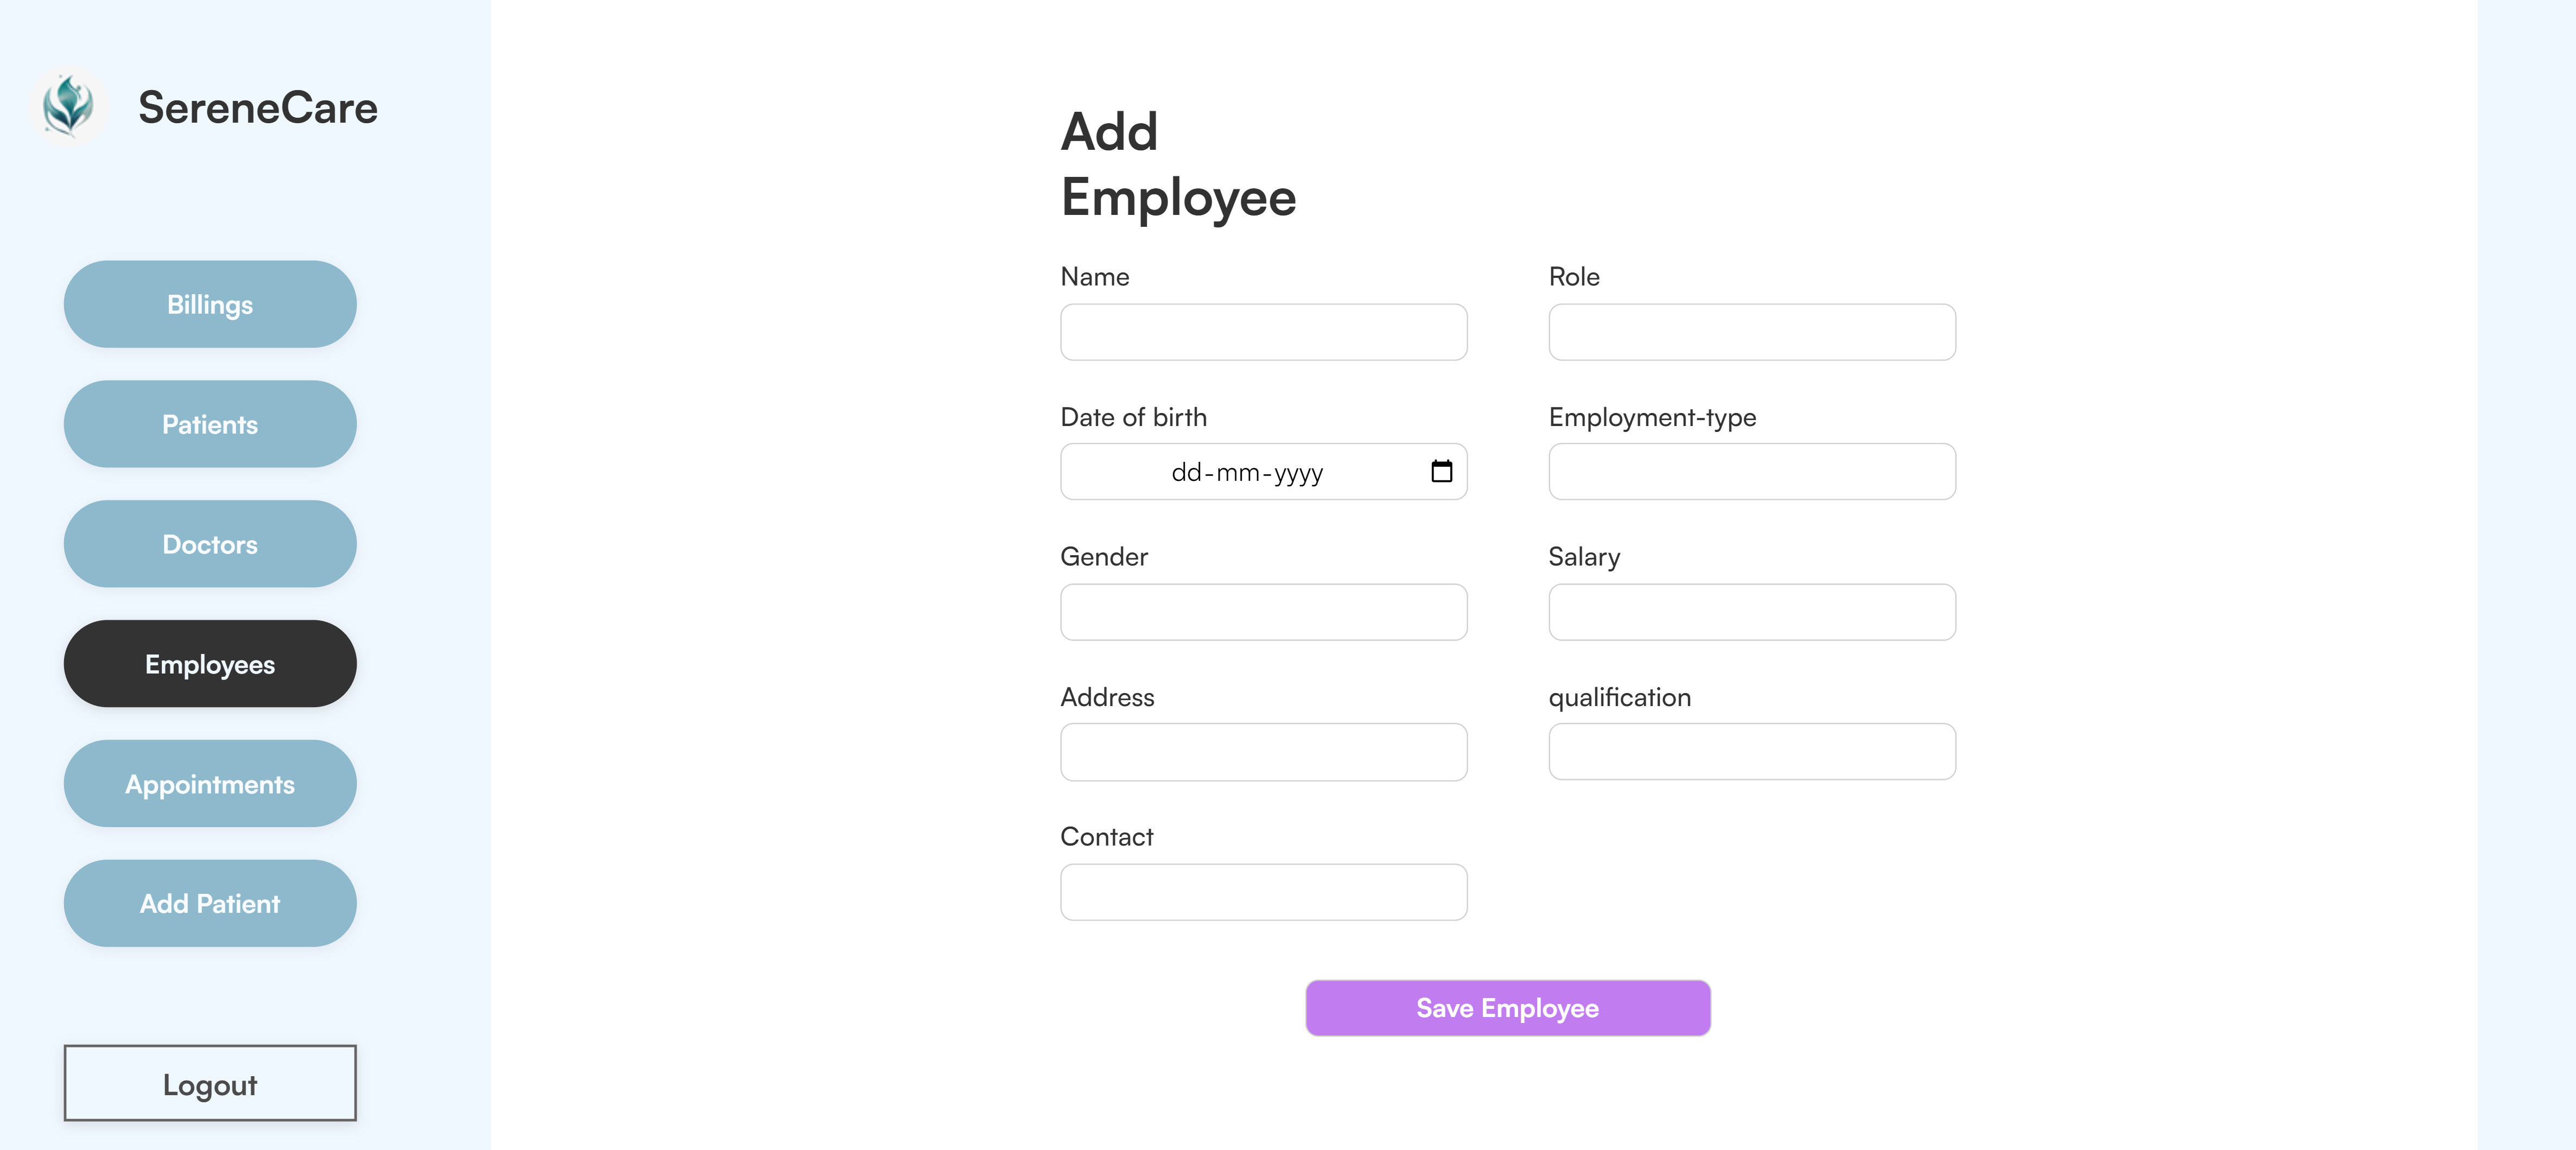 SereneCare
Billings
Patients
Doctors
Employees
Appointments
Add Patient
Logout
Add
Employee
Name
Role
Date of birth
Employment-type
dd-mm-yyyy
Gender
Salary
Address
qualification
Contact
Save Employee